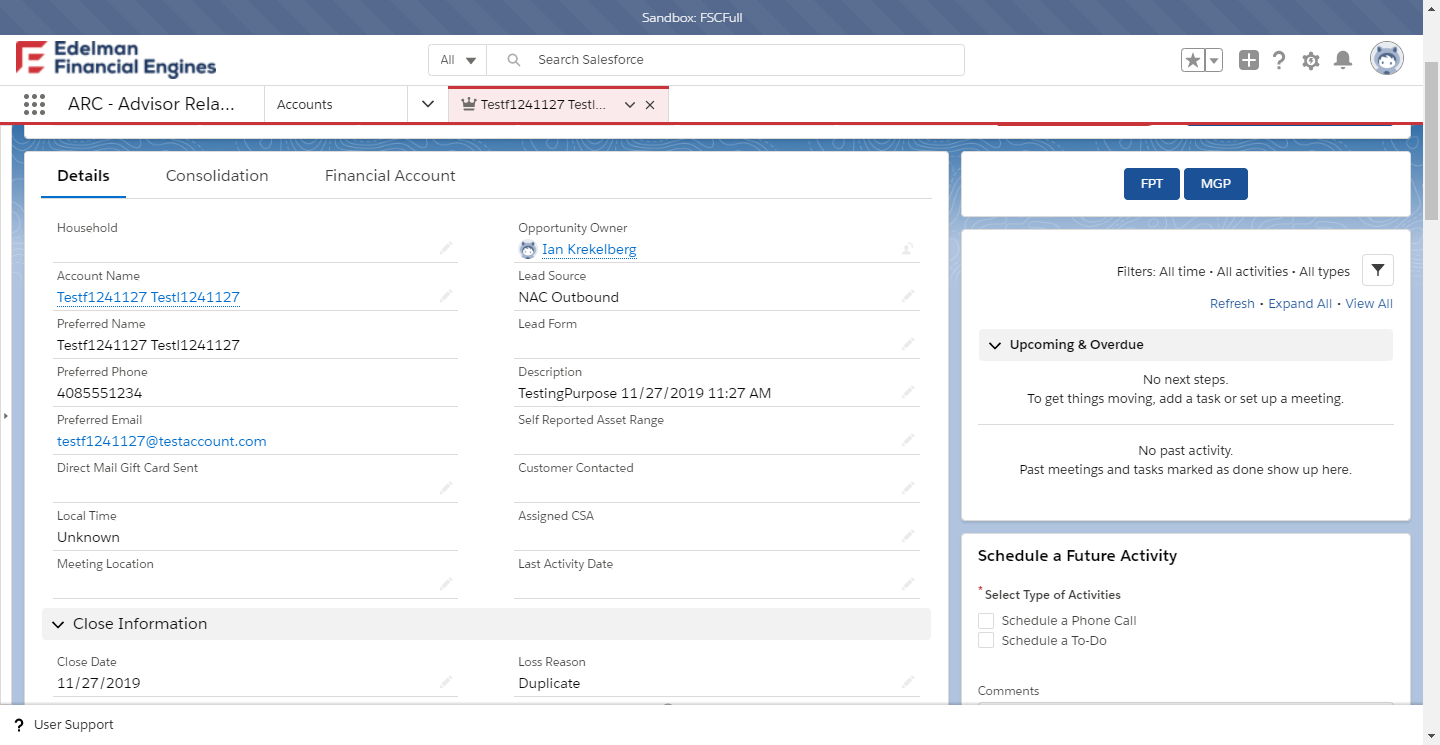 Sandbox: FSCFull
Edelman
Financial Engines
All
Search Salesforce
ARC - Advisor Rela...
Accounts
Testf1241127 Testl...
Details
Consolidation
Financial Account
Household
Opportunity Owner
Ian Krekelberg
Account Name
Testf1241127 Testl1241127
Lead Source
NAC Outbound
Preferred Name
Testf1241127 Testl1241127
Lead Form
Preferred Phone
4085551234
Description
TestingPurpose 11/27/2019 11:27 AM
Preferred Email
testf1241127@testaccount.com
Self Reported Asset Range
Direct Mail Gift Card Sent
Customer Contacted
Local Time
Unknown
Assigned CSA
Meeting Location
Last Activity Date
Close Information
Close Date
11/27/2019
Loss Reason
Duplicate
FPT
MGP
Filters: All time • All activities • All types
Refresh • Expand All • View All
Upcoming & Overdue
No next steps.
To get things moving, add a task or set up a meeting.
No past activity.
Past meetings and tasks marked as done show up here.
Schedule a Future Activity
*Select Type of Activities
Schedule a Phone Call
Schedule a To-Do
Comments
? User Support